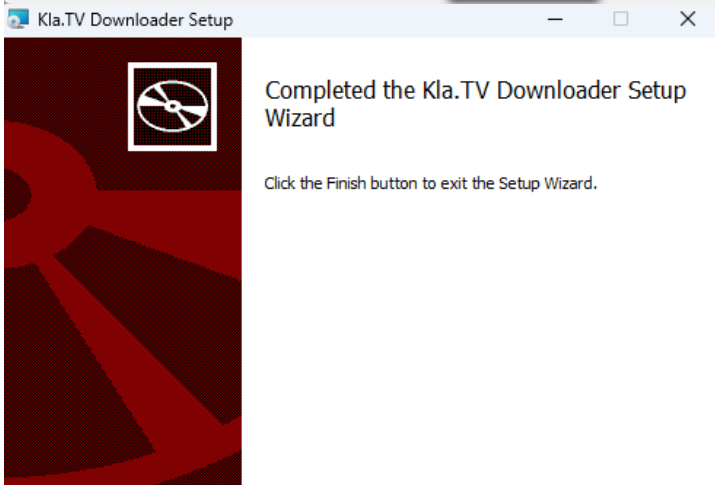 Kla.TV Downloader Setup
Completed the Kla.TV Downloader Setup
Wizard
Click the Finish button to exit the Setup Wizard.